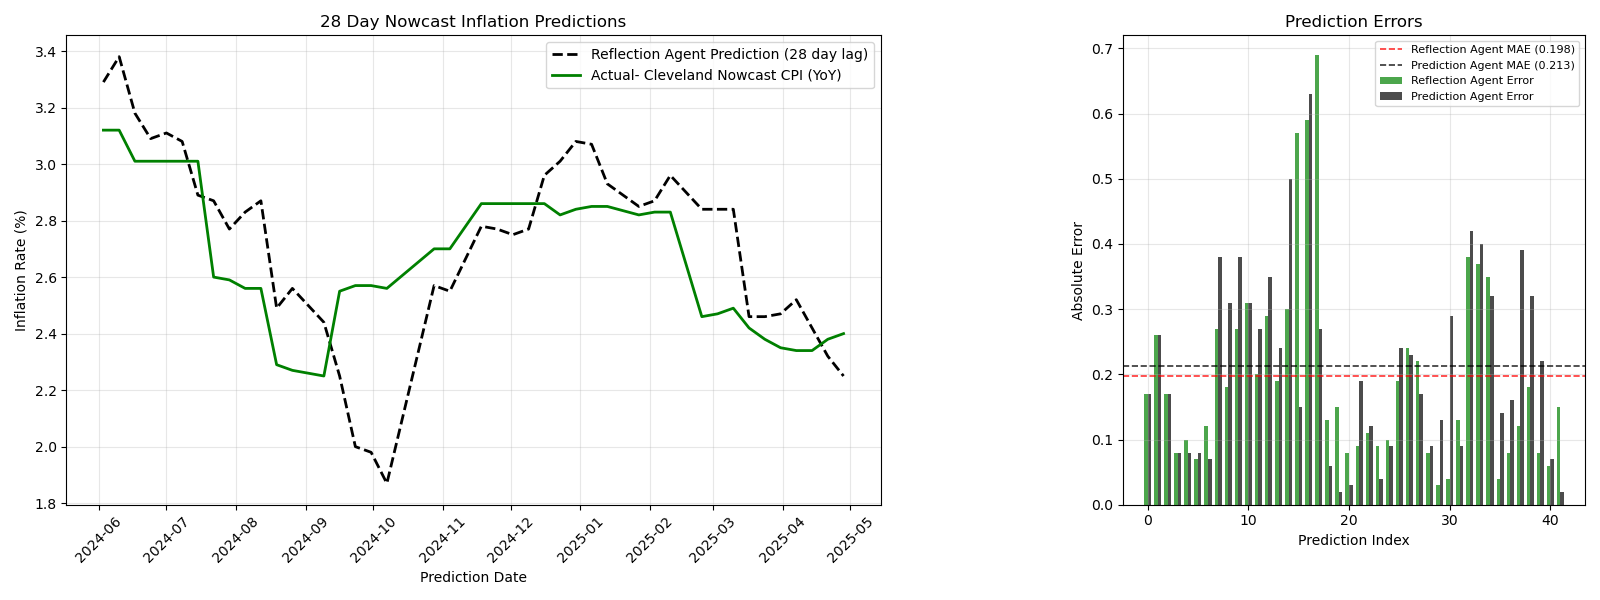 28 Day Nowcast Inflation Predictions
Inflation Rate (%)
3.4
3.2
3.0
2.8
2.6
2.4
2.2
2.0
1.8
Reflection Agent Prediction (28 day lag)
Actual- Cleveland Nowcast CPI (YoY)
2024-06
2024-07
2024-08
2024-09
2024-10
2024-11
2024-12
2025-01
2025-02
2025-03
2025-04
2025-05
Prediction Date
Prediction Errors
Absolute Error
0.7
0.6
0.5
0.4
0.3
0.2
0.1
0.0
Reflection Agent MAE (0.198)
Prediction Agent MAE (0.213)
Reflection Agent Error
Prediction Agent Error
0
10
20
30
40
Prediction Index